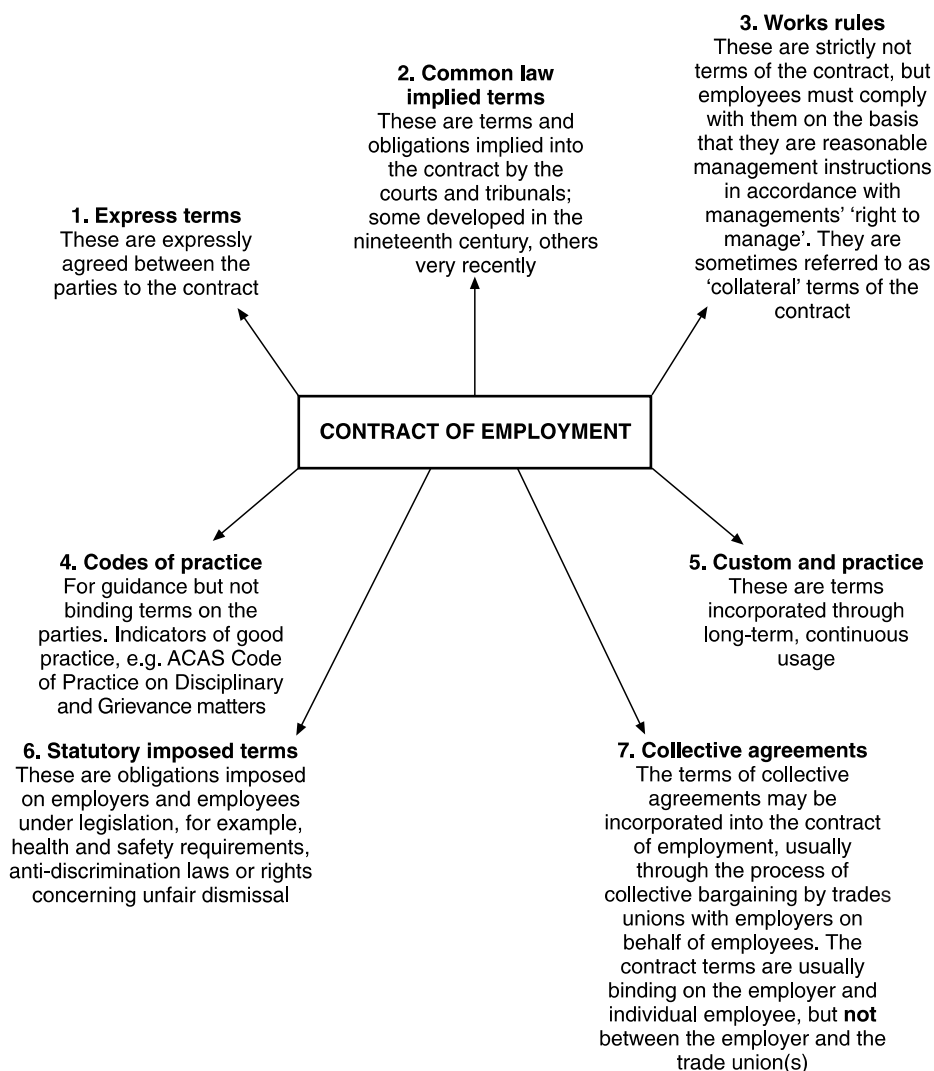 1. Express terms
These are expressly
agreed between the
parties to the contract
2. Common law
implied terms
These are terms and
obligations implied into
the contract by the
courts and tribunals;
some developed in the
nineteenth century, others
very recently
3. Works rules
These are strictly not
terms of the contract, but
employees must comply
with them on the basis
that they are reasonable
management instructions
in accordance with
managements’ ‘right to
manage’. They are
sometimes referred to as
‘collateral’ terms of the
contract
CONTRACT OF EMPLOYMENT
4. Codes of practice
For guidance but not
binding terms on the
parties. Indicators of good
practice, e.g. ACAS Code
of Practice on Disciplinary
and Grievance matters
5. Custom and practice
These are terms
incorporated through
long-term, continuous
usage
6. Statutory imposed terms
These are obligations imposed
on employers and employees
under legislation, for example,
health and safety requirements,
anti-discrimination laws or rights
concerning unfair dismissal
7. Collective agreements
The terms of collective
agreements may be
incorporated into the contract
of employment, usually
through the process of
collective bargaining by trades
unions with employers on
behalf of employees. The
contract terms are usually
binding on the employer and
individual employee, but not
between the employer and the
trade union(s)